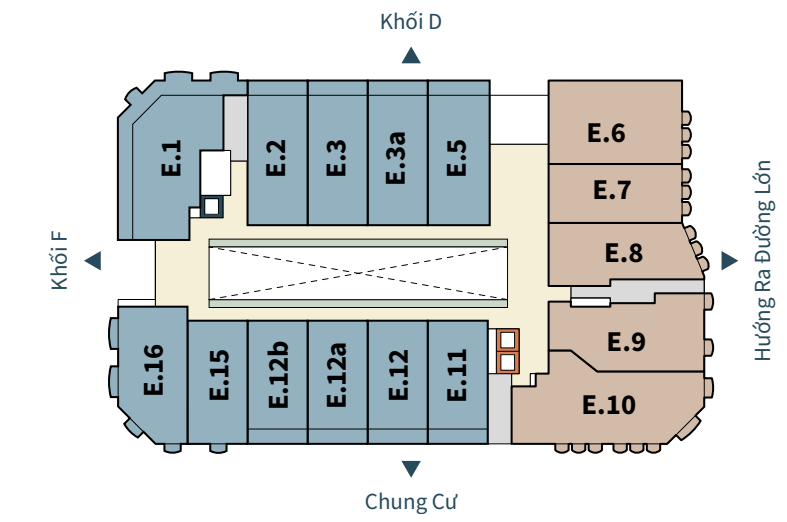 Khối D
E.1
E.2
E.3
E.3a
E.5
E.6
E.7
E.8
Khối F
Hướng Ra Đường Lớn
E.16
E.15
E.12b
E.12a
E.12
E.11
E.9
E.10
Chung Cư